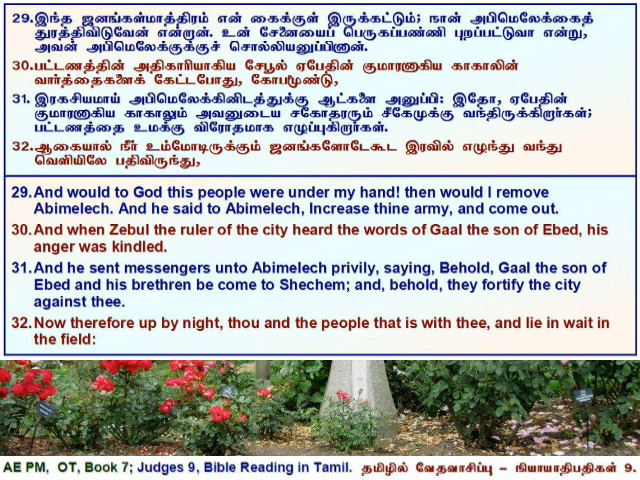 29.இந்த ஜனங்கள்மாத்திரம் என் கைக்குள் இருக்கட்டும்; நான் அபிமெலேக்கைத்
துரத்திவிடுவேன் என்றான். உன் சேனையைப் பெருகப்பண்ணி புறப்பட்டுவா என்று,
அவன் அபிமெலேக்குக்குச் சொல்லியனுப்பினான்.
30.பட்டணத்தின் அதிகாரியாகிய சேபூல் ஏபேதின் குமாரனாகிய காகாலின்
வார்த்தைகளைக் கேட்டபோது, கோபமூண்டு,
31. இரகசியமாய் அபிமெலேக்கினிடத்துக்கு ஆட்களை அனுப்பி: இதோ, ஏபேதின்
குமாரனாகிய காகாலும் அவனுடைய சகோதரரும் சீகேமுக்கு வந்திருக்கிறார்கள்;
பட்டணத்தை உமக்கு விரோதமாக எழுப்புகிறார்கள்.
32.ஆகையால் நீர் உம்மோடிருக்கும் ஜனங்களோடேகூட இரவில் எழுந்து வந்து
வெளியிலே பதிவிருந்து,
29.And would to God this people were under my hand! then would I remove
Abimelech. And he said to Abimelech, Increase thine army, and come out.
30.And when Zebul the ruler of the city heard the words of Gaal the son of Ebed, his
anger was kindled.
31.And he sent messengers unto Abimelech privily, saying, Behold, Gaal the son of
Ebed and his brethren be come to Shechem; and, behold, they fortify the city
against thee.
32.Now therefore up by night, thou and the people that is with thee, and lie in wait in
the field:
AE PM, OT, Book 7; Judges 9, Bible Reading in Tamil. தமிழில் வேதவாசிப்பு – நியாயாதிபதிகள் 9.